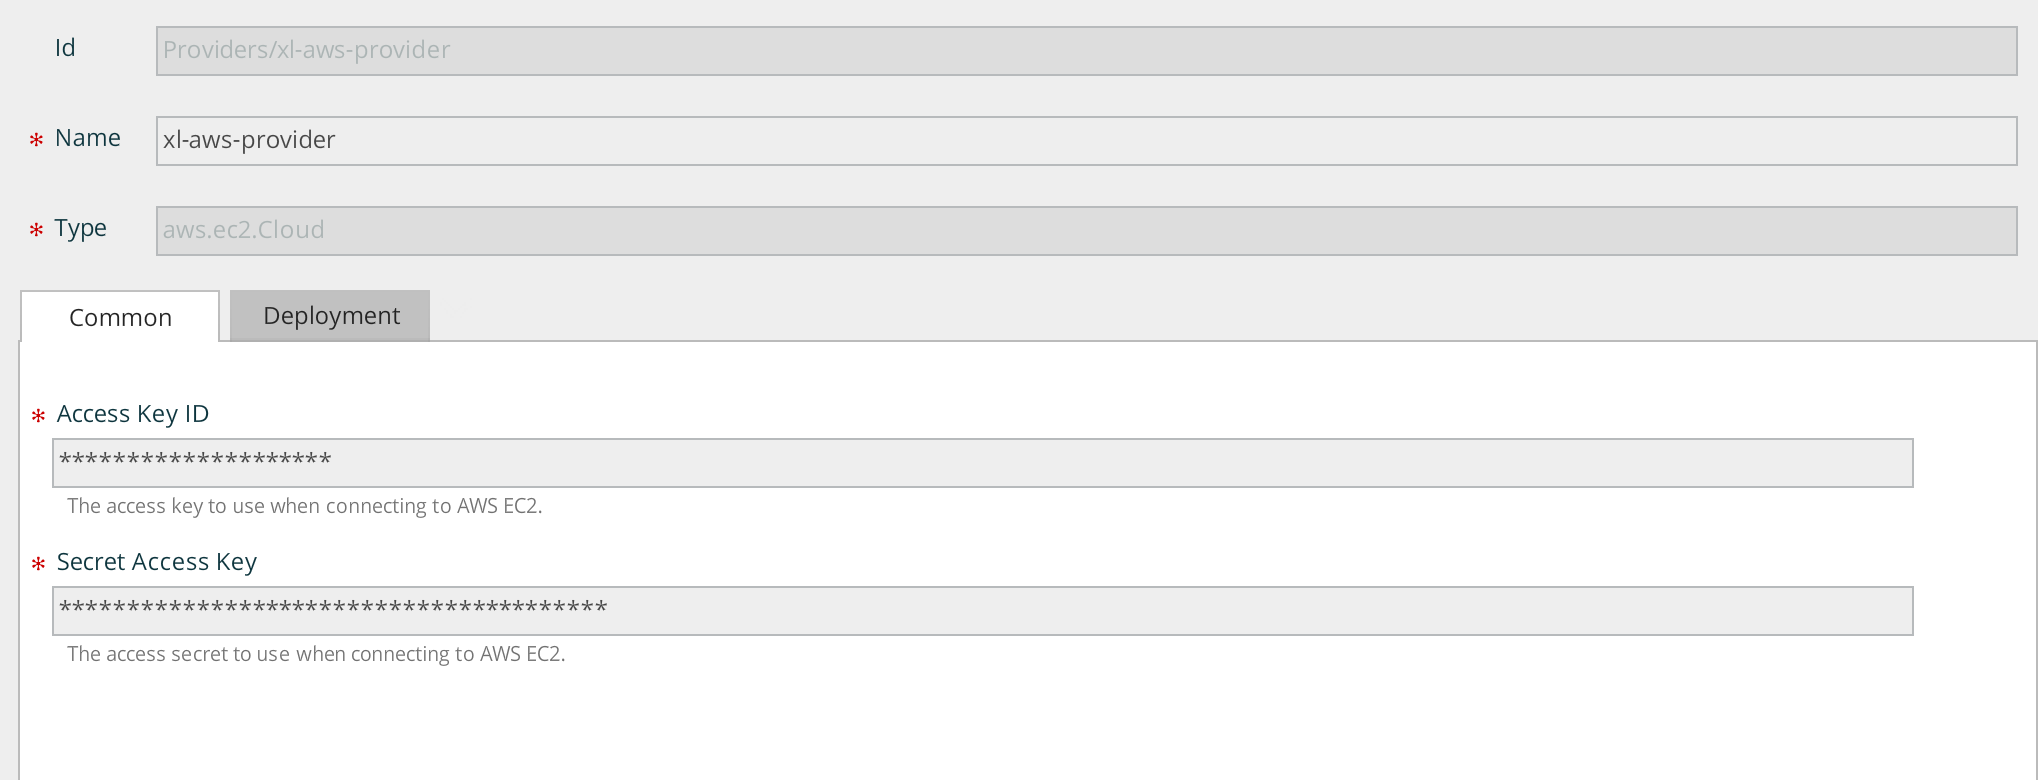 Id Providers/xl-aws-provider
* Name xl-aws-provider
* Type aws.ec2.Cloud
Common Deployment
* Access Key ID
********************
The access key to use when connecting to AWS EC2.
* Secret Access Key
****************************************
The access secret to use when connecting to AWS EC2.